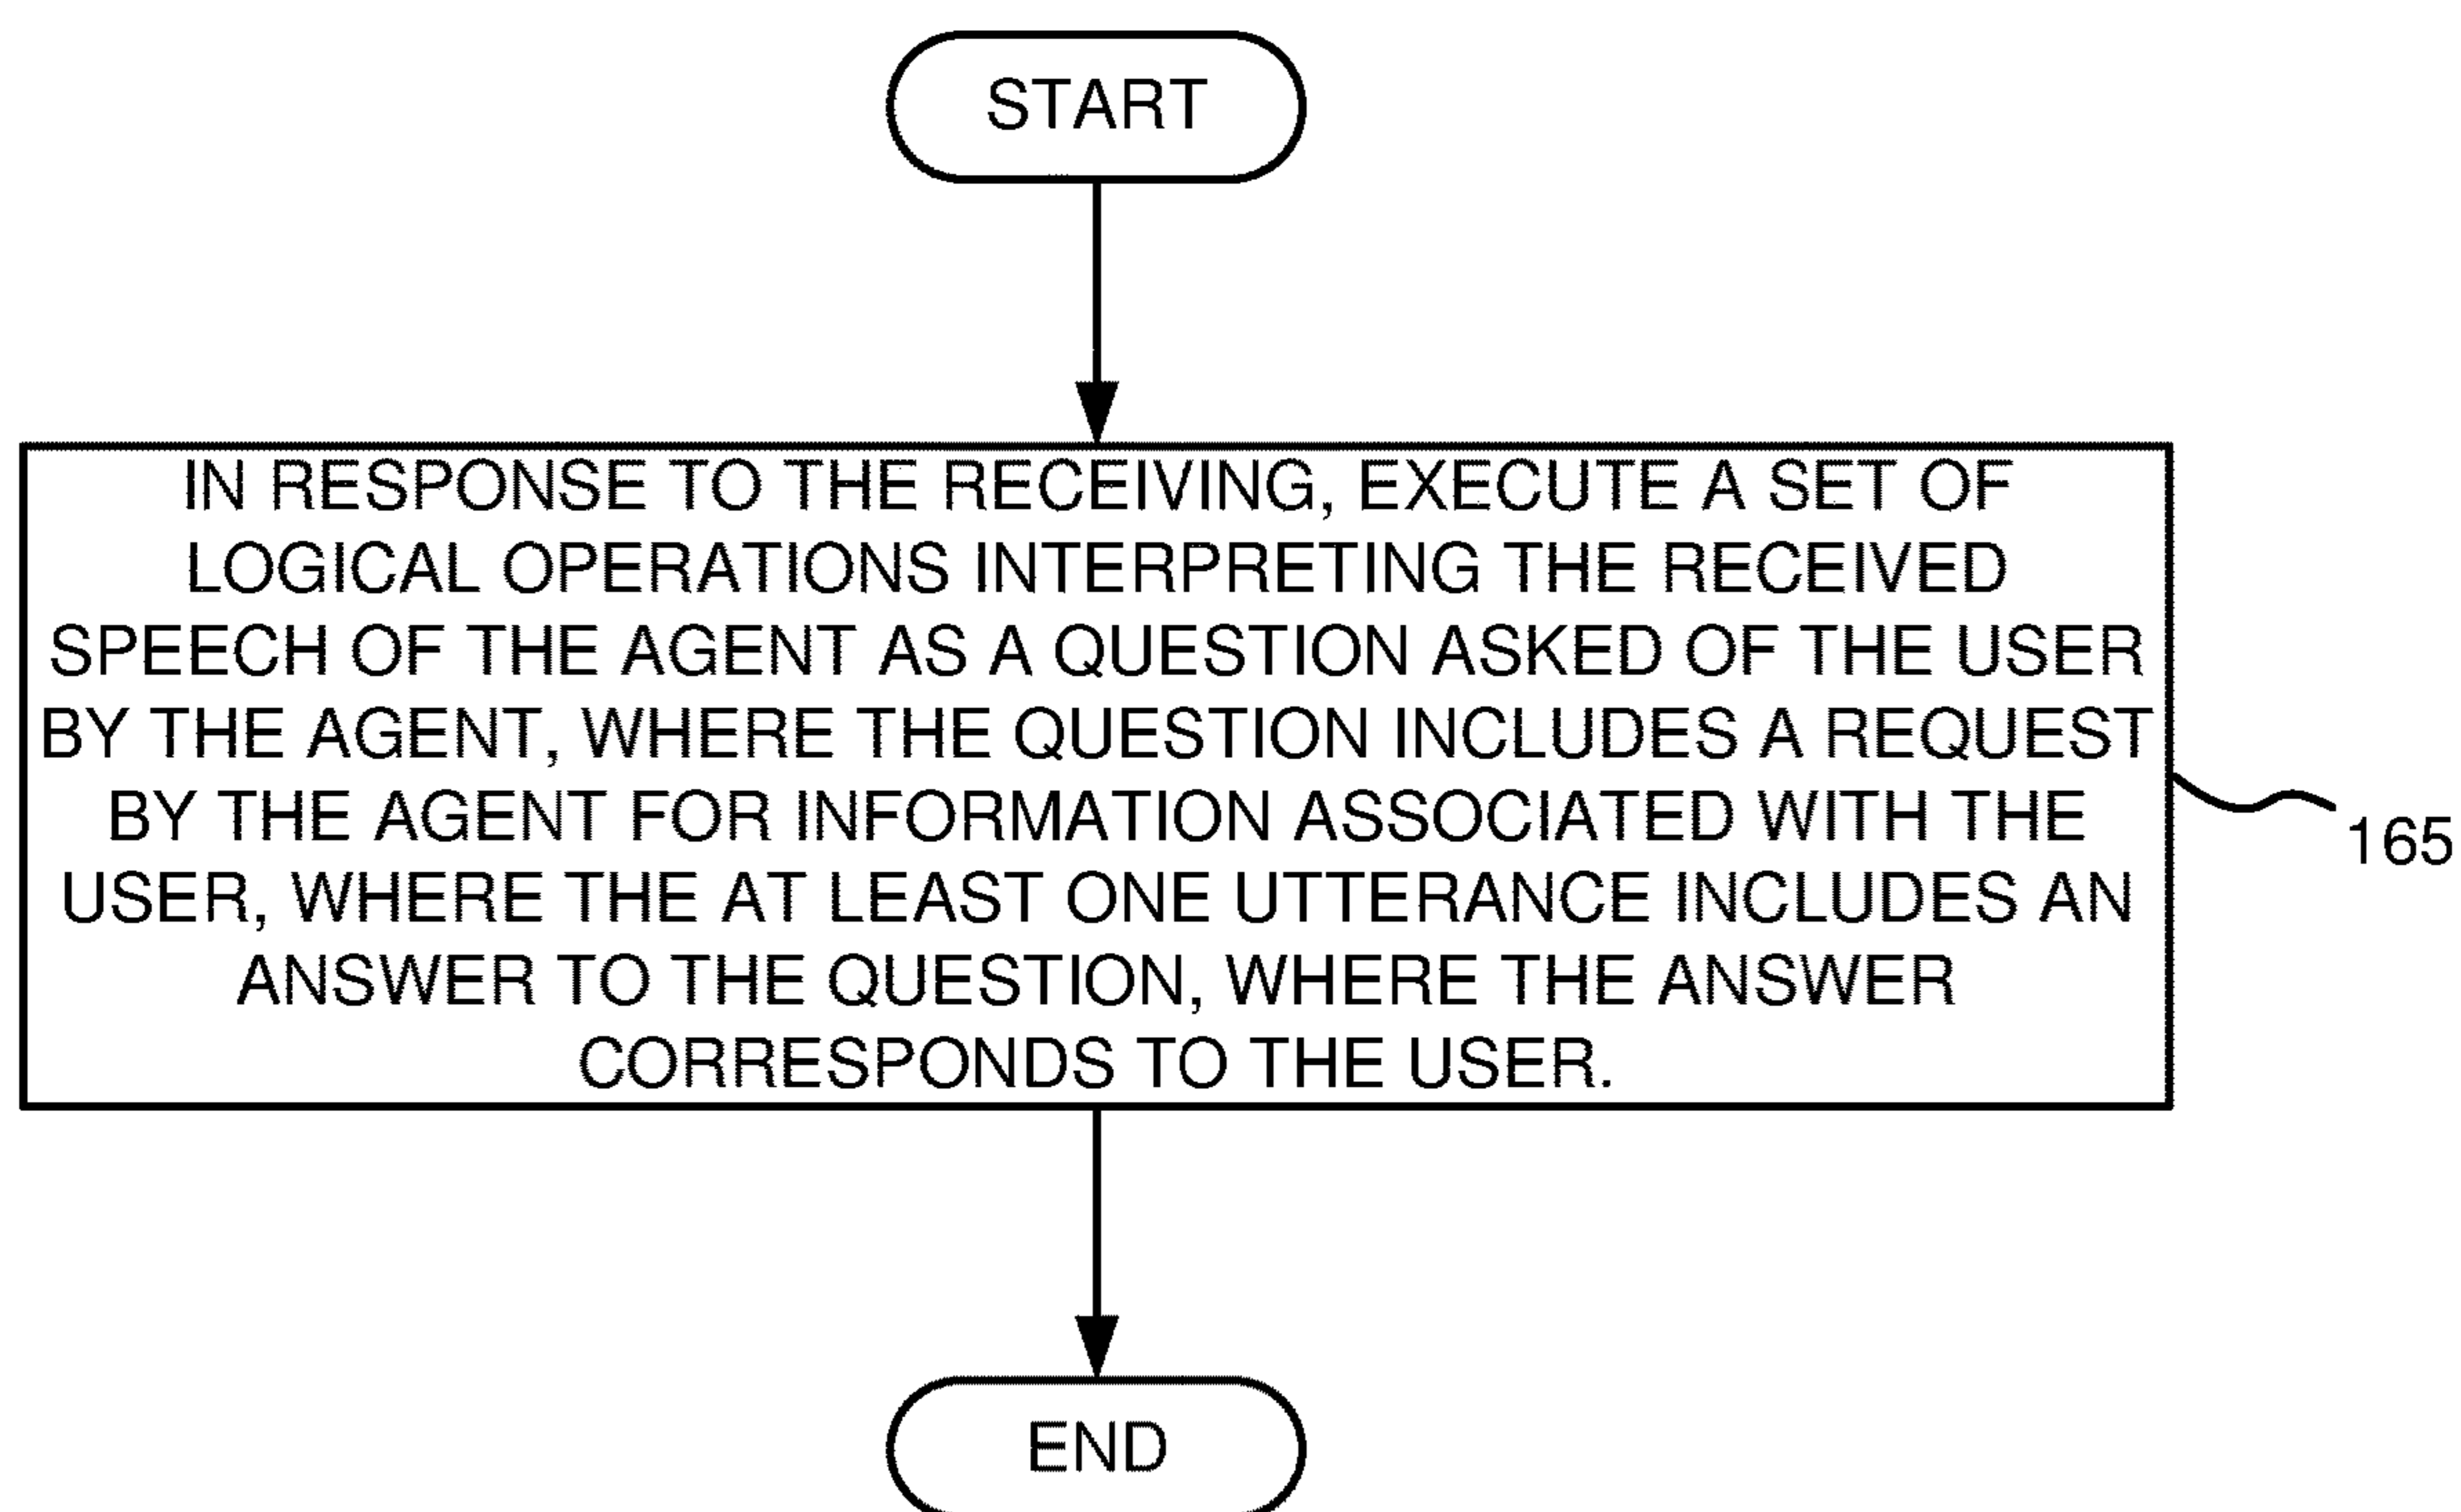 START
IN RESPONSE TO THE RECEIVING, EXECUTE A SET OF
LOGICAL OPERATIONS INTERPRETING THE RECEIVED
SPEECH OF THE AGENT AS A QUESTION ASKED OF THE USER
BY THE AGENT, WHERE THE QUESTION INCLUDES A REQUEST
BY THE AGENT FOR INFORMATION ASSOCIATED WITH THE
USER, WHERE THE AT LEAST ONE UTTERANCE INCLUDES AN
ANSWER TO THE QUESTION, WHERE THE ANSWER
CORRESPONDS TO THE USER.
165
END